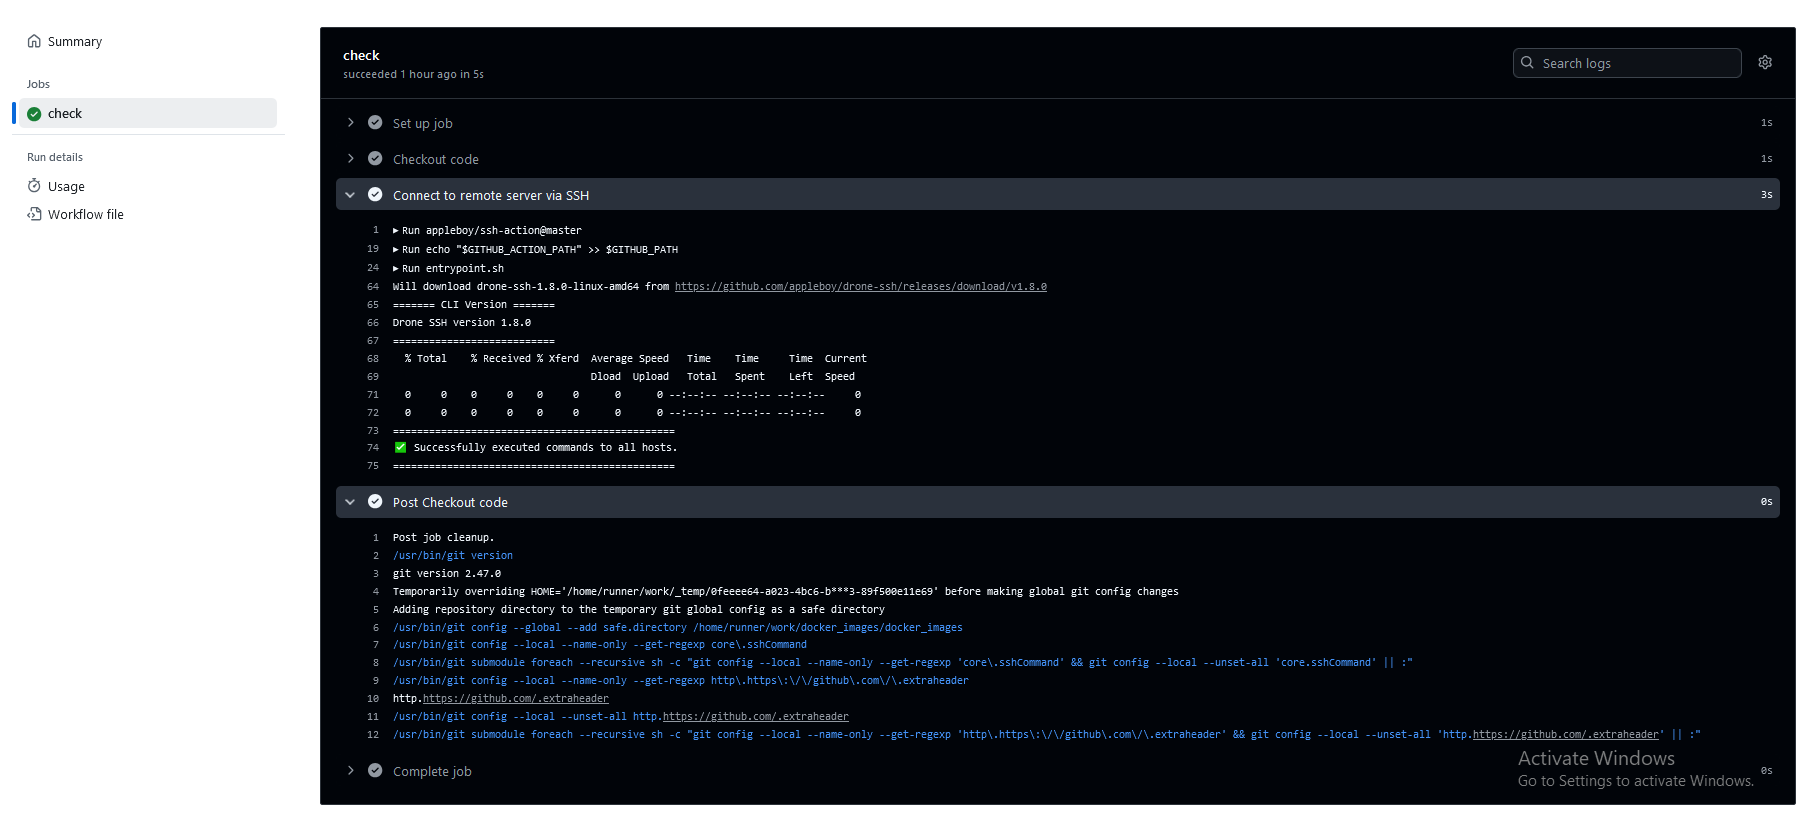 Summary
Jobs
check
Run details
Usage
Workflow file
check
succeeded 1 hour ago in 5s
Search logs
Set up job 1s
Checkout code 1s
Connect to remote server via SSH 3s
1 ▶ Run appleboy/ssh-action@master
19 ▶ Run echo "$GITHUB_ACTION_PATH" >> $GITHUB_PATH
24 ▶ Run entrypoint.sh
64 Will download drone-ssh-1.8.0-linux-amd64 from https://github.com/appleboy/drone-ssh/releases/download/v1.8.0
65 ======= CLI Version =======
66 Drone SSH version 1.8.0
67 ===========================
68 % Total % Received % Xferd Average Speed Time Time Time Current
69 Dload Upload Total Spent Left Speed
71 0 0 0 0 0 0 0 0 --:--:-- --:--:-- --:--:-- 0
72 0 0 0 0 0 0 0 0 --:--:-- --:--:-- --:--:-- 0
73 ===============================================
74 ✅ Successfully executed commands to all hosts.
75 ===============================================
Post Checkout code 0s
1 Post job cleanup.
2 /usr/bin/git version
3 git version 2.47.0
4 Temporarily overriding HOME='/home/runner/work/_temp/0feeee64-a023-4bc6-b***3-89f500e11e69' before making global git config changes
5 Adding repository directory to the temporary git global config as a safe directory
6 /usr/bin/git config --global --add safe.directory /home/runner/work/docker_images/docker_images
7 /usr/bin/git config --local --name-only --get-regexp core\.sshCommand
8 /usr/bin/git submodule foreach --recursive sh -c "git config --local --name-only --get-regexp 'core\.sshCommand' && git config --local --unset-all 'core.sshCommand' || :"
9 /usr/bin/git config --local --name-only --get-regexp http\.https\:\/\/github\.com\/\.extraheader
10 http.https://github.com/.extraheader
11 /usr/bin/git config --local --unset-all http.https://github.com/.extraheader
12 /usr/bin/git submodule foreach --recursive sh -c "git config --local --name-only --get-regexp 'http\.https\:\/\/github\.com\/\.extraheader' && git config --local --unset-all 'http.https://github.com/.extraheader' || :"
Complete job 0s
Activate Windows
Go to Settings to activate Windows.